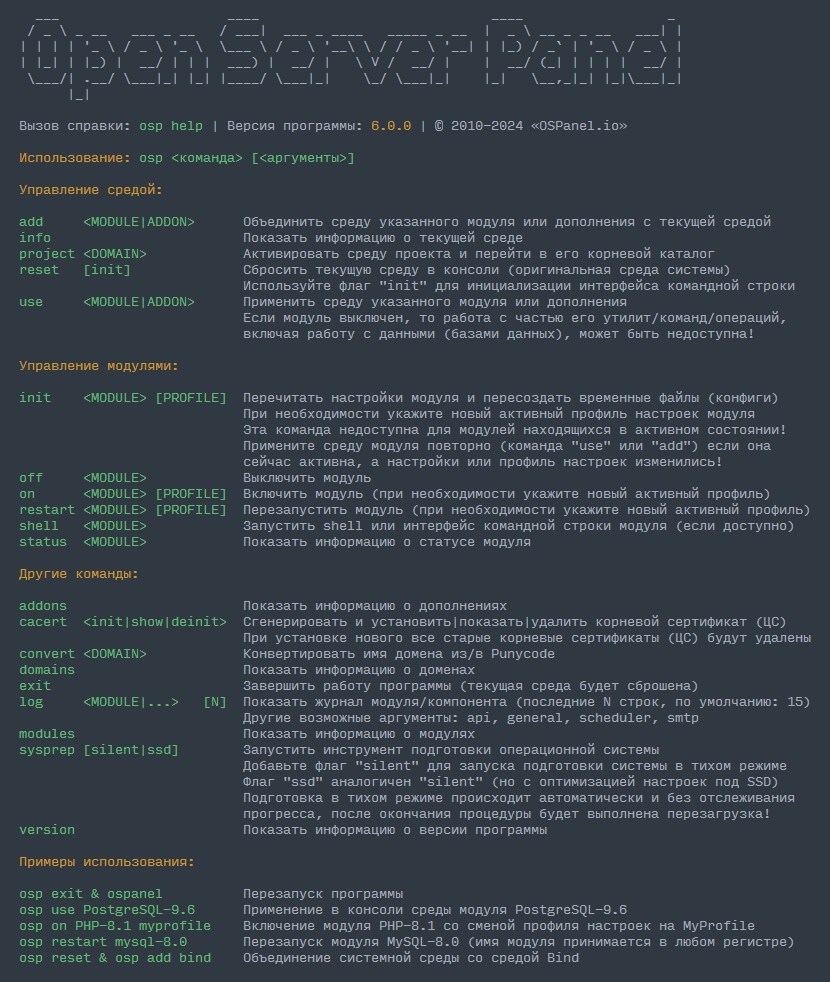 Open Server Panel
Вызов справки: osp help | Версия программы: 6.0.0 | © 2010-2024 «OSPanel.io»
Использование: osp <команда> [<аргументы>]
Управление средой:
add     <MODULE|ADDON>      Объединить среду указанного модуля или дополнения с текущей средой
info                        Показать информацию о текущей среде
project <DOMAIN>            Активировать среду проекта и перейти в его корневой каталог
reset   [init]              Сбросить текущую среду в консоли (оригинальная среда системы)
                            Используйте флаг "init" для инициализации интерфейса командной строки
use     <MODULE|ADDON>      Применить среду указанного модуля или дополнения
                            Если модуль выключен, то работа с частью его утилит/команд/операций,
                            включая работу с данными (базами данных), может быть недоступна!
Управление модулями:
init    <MODULE> [PROFILE]  Перечитать настройки модуля и пересоздать временные файлы (конфиги)
                            При необходимости укажите новый активный профиль настроек модуля
                            Эта команда недоступна для модулей находящихся в активном состоянии!
                            Примените среду модуля повторно (команда "use" или "add") если она
                            сейчас активна, а настройки или профиль настроек изменились!
off     <MODULE>            Выключить модуль
on      <MODULE> [PROFILE]  Включить модуль (при необходимости укажите новый активный профиль)
restart <MODULE> [PROFILE]  Перезапустить модуль (при необходимости укажите новый активный профиль)
shell   <MODULE>            Запустить shell или интерфейс командной строки модуля (если доступно)
status  <MODULE>            Показать информацию о статусе модуля
Другие команды:
addons                      Показать информацию о дополнениях
cacert  <init|show|deinit>  Сгенерировать и установить|показать|удалить корневой сертификат (ЦС)
                            При установке нового все старые корневые сертификаты (ЦС) будут удалены
convert <DOMAIN>            Конвертировать имя домена из/в Punycode
domains                     Показать информацию о доменах
exit                        Завершить работу программы (текущая среда будет сброшена)
log     <MODULE|...>   [N]  Показать журнал модуля/компонента (последние N строк, по умолчанию: 15)
                            Другие возможные аргументы: api, general, scheduler, smtp
modules                     Показать информацию о модулях
sysprep [silent|ssd]        Запустить инструмент подготовки операционной системы
                            Добавьте флаг "silent" для запуска подготовки системы в тихом режиме
                            Флаг "ssd" аналогичен "silent" (но с оптимизацией настроек под SSD)
                            Подготовка в тихом режиме происходит автоматически и без отслеживания
                            прогресса, после окончания процедуры будет выполнена перезагрузка!
version                     Показать информацию о версии программы
Примеры использования:
osp exit & ospanel          Перезапуск программы
osp use PostgreSQL-9.6      Применение в консоли среды модуля PostgreSQL-9.6
osp on PHP-8.1 myprofile    Включение модуля PHP-8.1 со сменой профиля настроек на MyProfile
osp restart mysql-8.0       Перезапуск модуля MySQL-8.0 (имя модуля принимается в любом регистре)
osp reset & osp add bind    Объединение системной среды со средой Bind